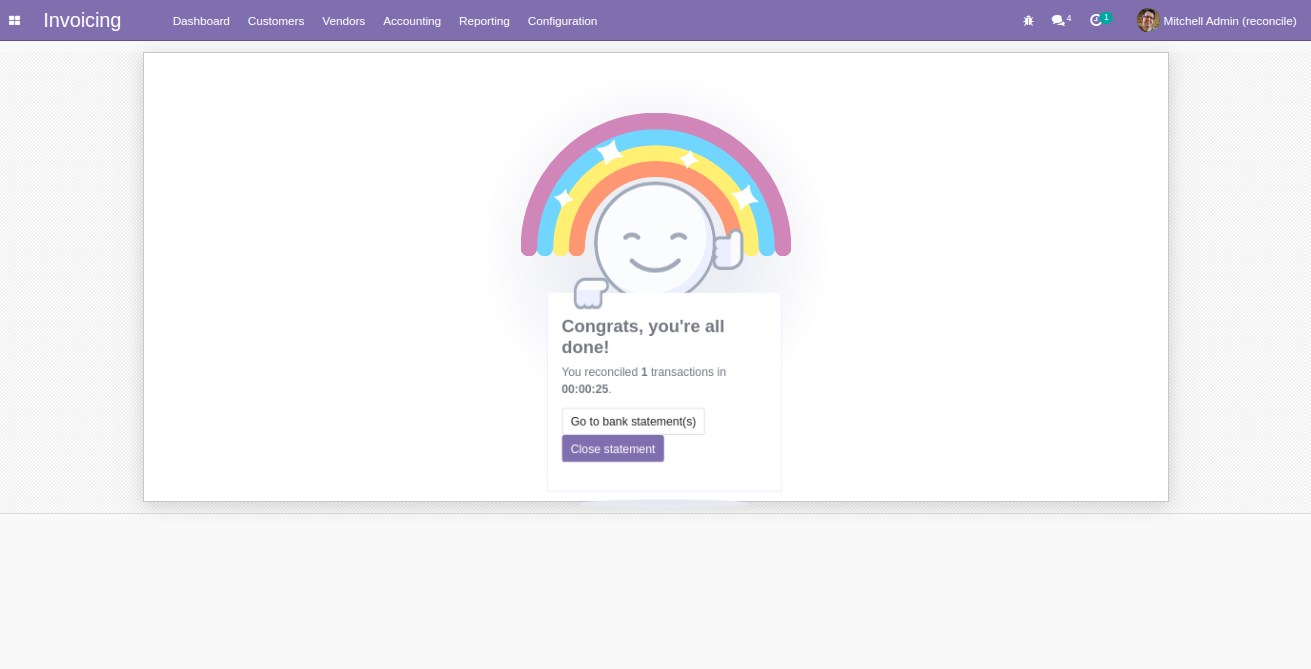 Invoicing Dashboard Customers Vendors Accounting Reporting Configuration 4 1 Mitchell Admin (reconcile)
Congrats, you're all
done!
You reconciled 1 transactions in
00:00:25.
Go to bank statement(s)
Close statement